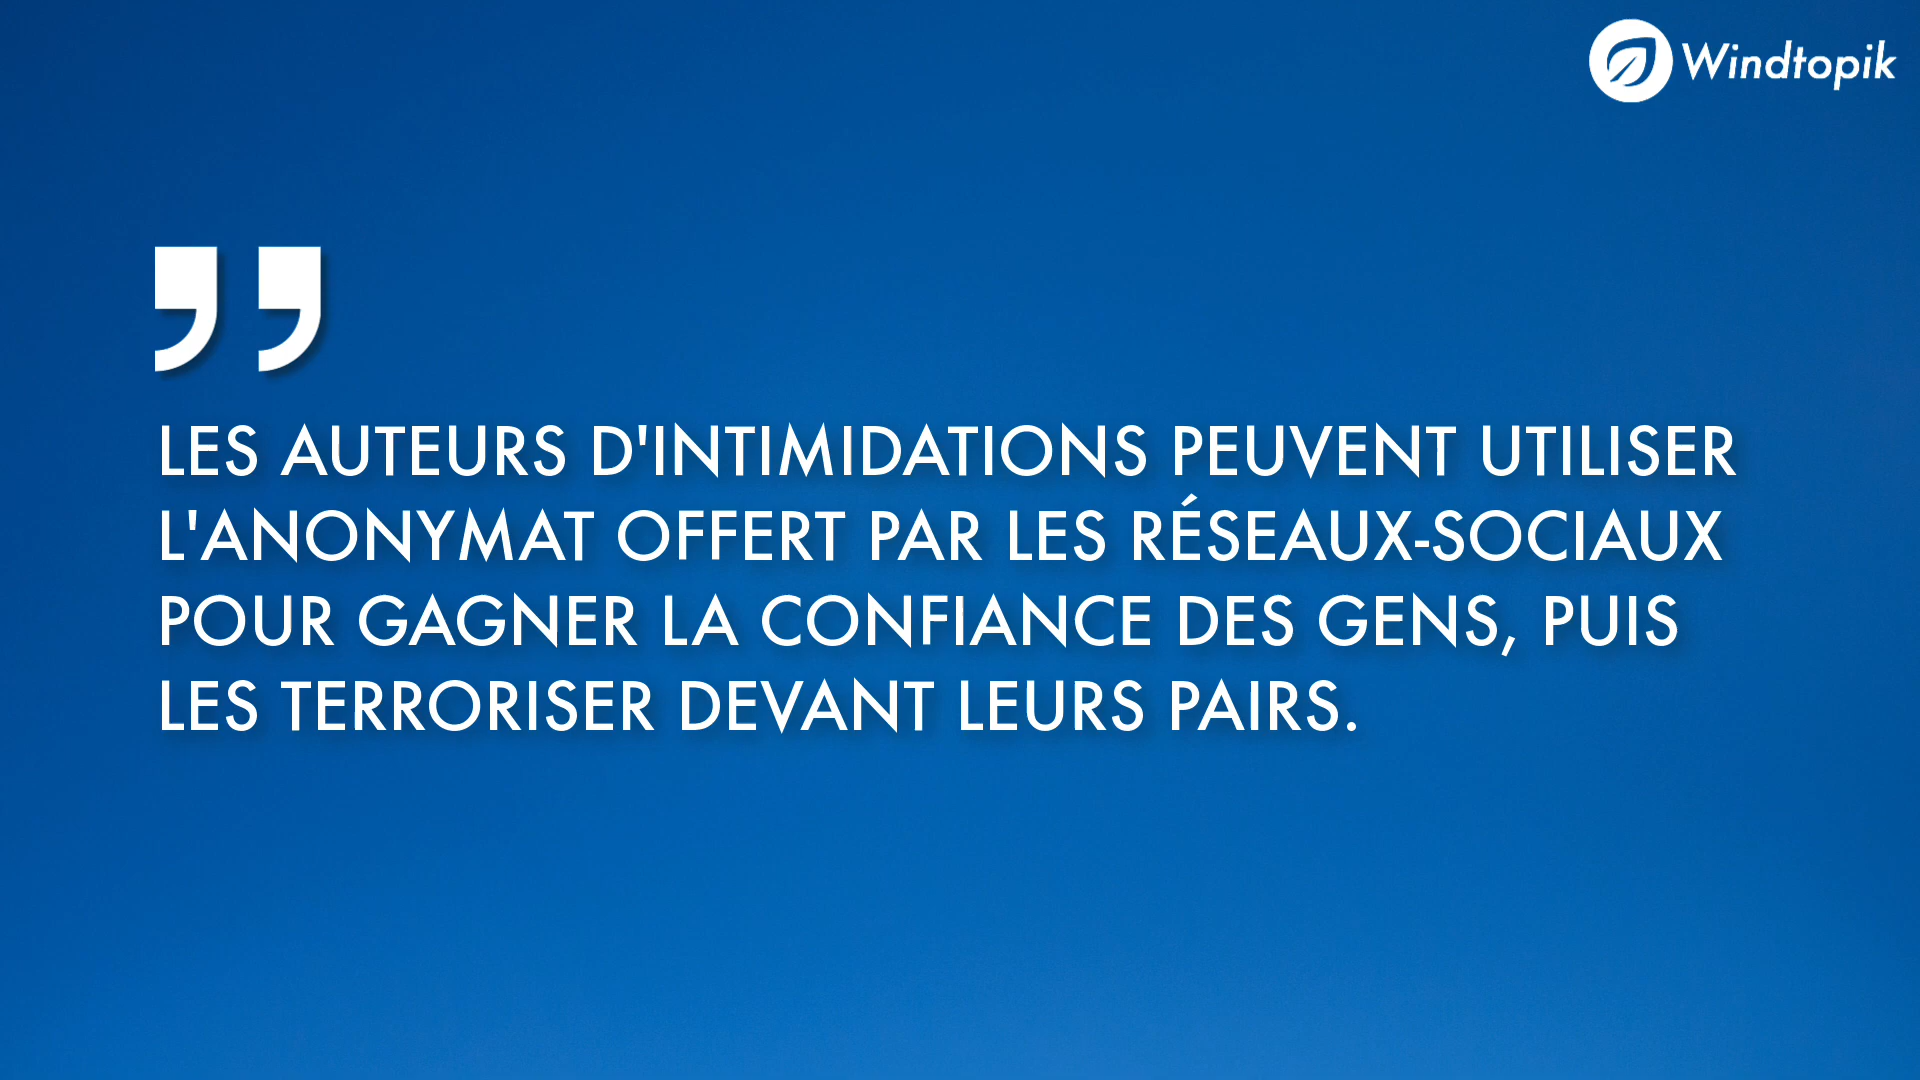 Windtopik
”
LES AUTEURS D'INTIMIDATIONS PEUVENT UTILISER
L'ANONYMAT OFFERT PAR LES RÉSEAUX-SOCIAUX
POUR GAGNER LA CONFIANCE DES GENS, PUIS
LES TERRORISER DEVANT LEURS PAIRS.